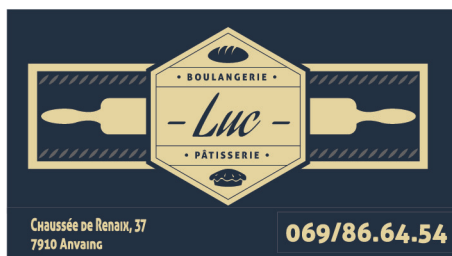 • BOULANGERIE •
- Luc -
• PÂTISSERIE •
Chaussée de Renaix, 37
7910 Anvaing
069/86.64.54